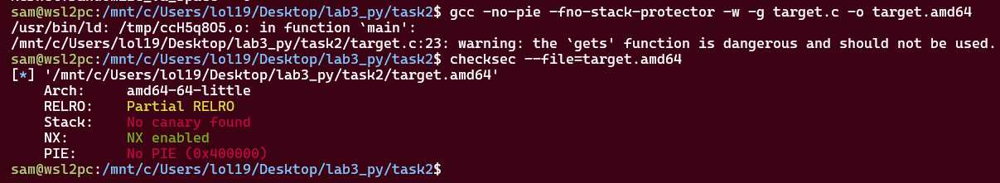 sam@wsl2pc:/mnt/c/Users/lol19/Desktop/lab3_py/task2$ gcc -no-pie -fno-stack-protector -w -g target.c -o target.amd64
/usr/bin/ld: /tmp/ccH5q8O5.o: in function `main':
/mnt/c/Users/lol19/Desktop/lab3_py/task2/target.c:23: warning: the `gets' function is dangerous and should not be used.
sam@wsl2pc:/mnt/c/Users/lol19/Desktop/lab3_py/task2$ checksec --file=target.amd64
[*] '/mnt/c/Users/lol19/Desktop/lab3_py/task2/target.amd64'
Arch: amd64-64-little
RELRO: Partial RELRO
Stack: No canary found
NX: NX enabled
PIE: No PIE (0x400000)
sam@wsl2pc:/mnt/c/Users/lol19/Desktop/lab3_py/task2$